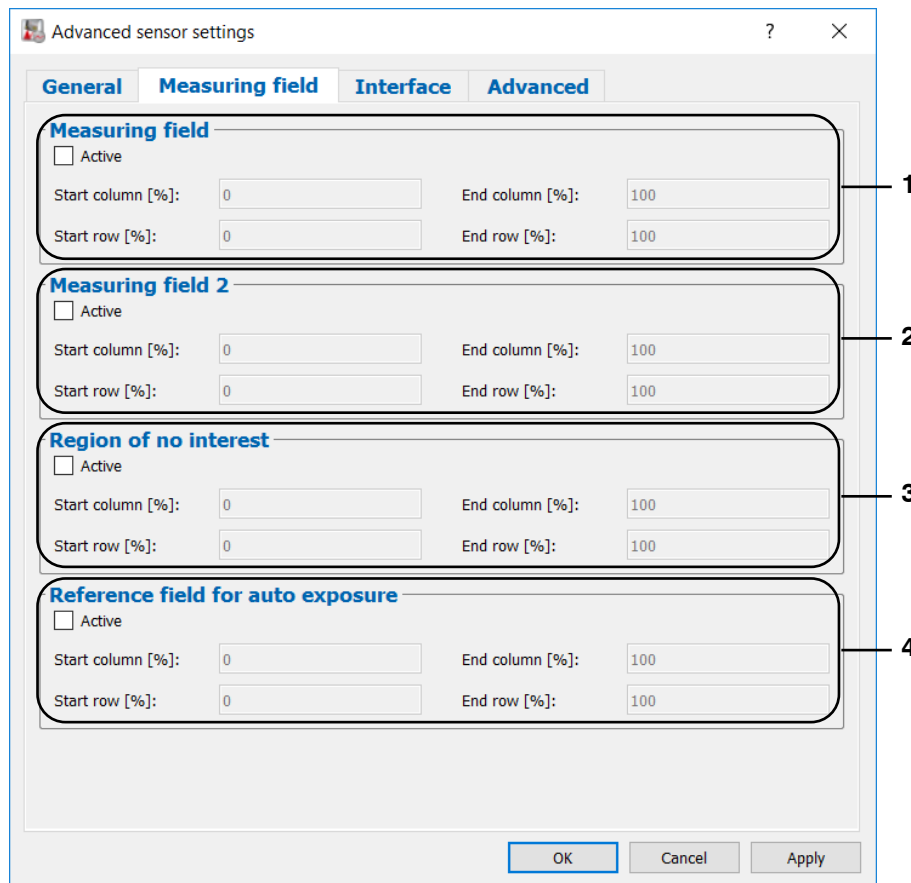 Advanced sensor settings ?
General Measuring field Interface Advanced
Measuring field
Active
Start column [%]: 0 End column [%]: 100
Start row [%]: 0 End row [%]: 100
1
Measuring field 2
Active
Start column [%]: 0 End column [%]: 100
Start row [%]: 0 End row [%]: 100
2
Region of no interest
Active
Start column [%]: 0 End column [%]: 100
Start row [%]: 0 End row [%]: 100
3
Reference field for auto exposure
Active
Start column [%]: 0 End column [%]: 100
Start row [%]: 0 End row [%]: 100
4
OK Cancel Apply